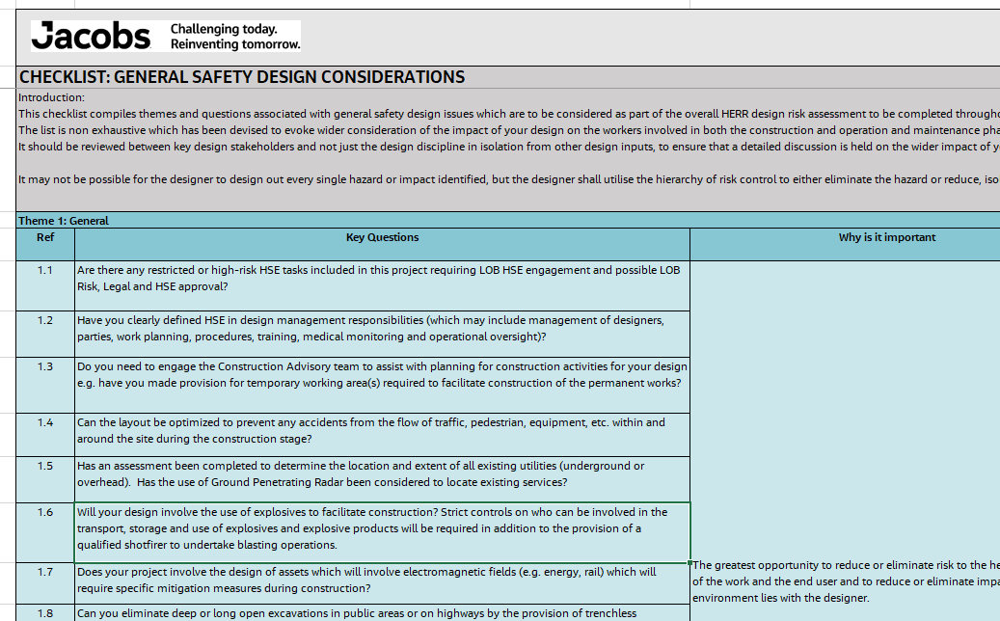 Jacobs
Challenging today.
Reinventing tomorrow.
CHECKLIST: GENERAL SAFETY DESIGN CONSIDERATIONS
Introduction:
This checklist compiles themes and questions associated with general safety design issues which are to be considered as part of the overall HERR design risk assessment to be completed
The list is non exhaustive which has been devised to evoke wider consideration of the impact of your design on the workers involved in both the construction and operation and maintenance
It should be reviewed between key design stakeholders and not just the design discipline in isolation from other design inputs, to ensure that a detailed discussion is held on the wider impact of
It may not be possible for the designer to design out every single hazard or impact identified, but the designer shall utilise the hierarchy of risk control to either eliminate the hazard or reduce,
Theme 1: General
Ref Key Questions Why is it important
1.1 Are there any restricted or high-risk HSE tasks included in this project requiring LOB HSE engagement and possible LOB
Risk, Legal and HSE approval?
1.2 Have you clearly defined HSE in design management responsibilities (which may include management of designers,
parties, work planning, procedures, training, medical monitoring and operational oversight)?
1.3 Do you need to engage the Construction Advisory team to assist with planning for construction activities for your design
e.g. have you made provision for temporary working area(s) required to facilitate construction of the permanent works?
1.4 Can the layout be optimized to prevent any accidents from the flow of traffic, pedestrian, equipment, etc. within and
around the site during the construction stage?
1.5 Has an assessment been completed to determine the location and extent of all existing utilities (underground or
overhead). Has the use of Ground Penetrating Radar been considered to locate existing services?
1.6 Will your design involve the use of explosives to facilitate construction? Strict controls on who can be involved in the
transport, storage and use of explosives and explosive products will be required in addition to the provision of a
qualified shotfirer to undertake blasting operations.
1.7 Does your project involve the design of assets which will involve electromagnetic fields (e.g. energy, rail) which will
require specific mitigation measures during construction?
The greatest opportunity to reduce or eliminate risk to the
of the work and the end user and to reduce or eliminate
environment lies with the designer.
1.8 Can you eliminate deep or long open excavations in public areas or on highways by the provision of trenchless